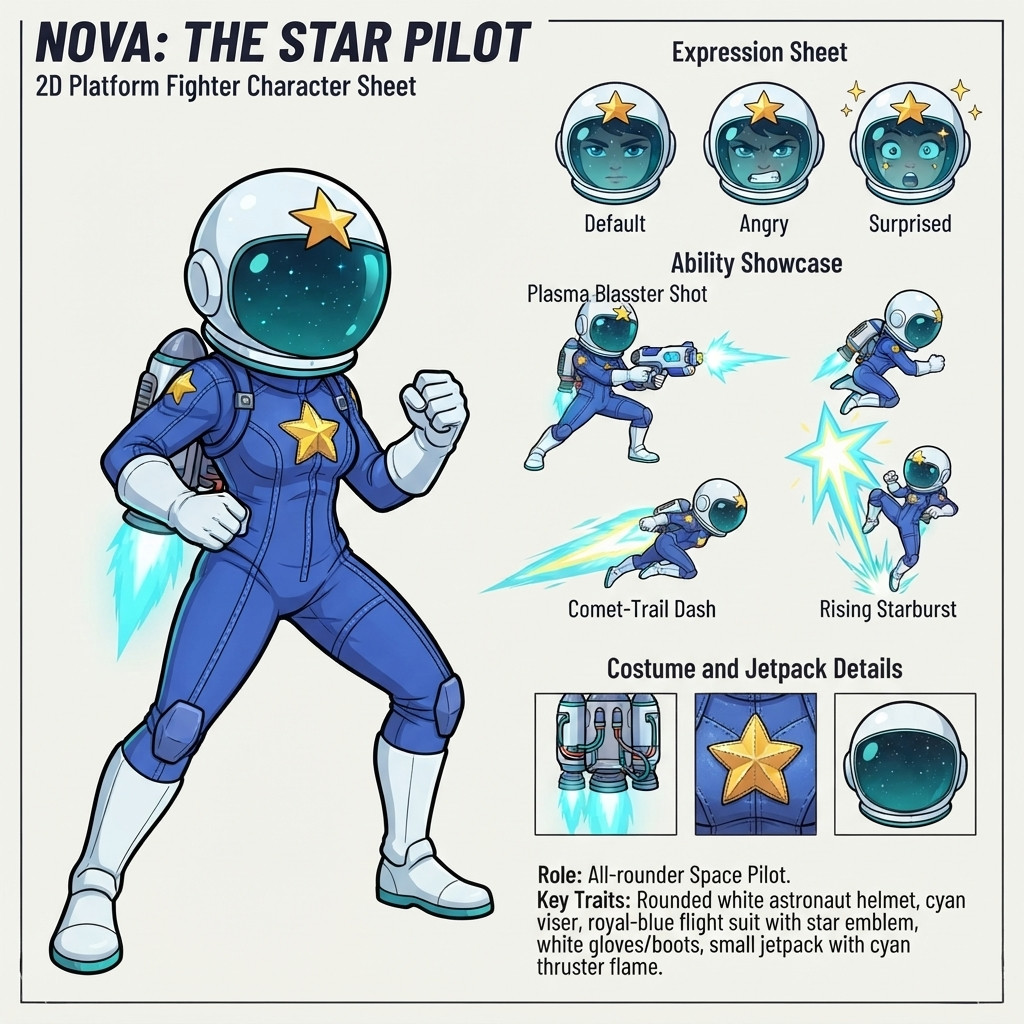 NOVA: THE STAR PILOT
2D Platform Fighter Character Sheet
Expression Sheet
Default
Angry
Surprised
Ability Showcase
Plasma Blasster Shot
Comet-Trail Dash
Rising Starburst
Costume and Jetpack Details
Role: All-rounder Space Pilot.
Key Traits: Rounded white astronaut helmet, cyan
viser, royal-blue flight suit with star emblem,
white gloves/boots, small jetpack with cyan
thruster flame.